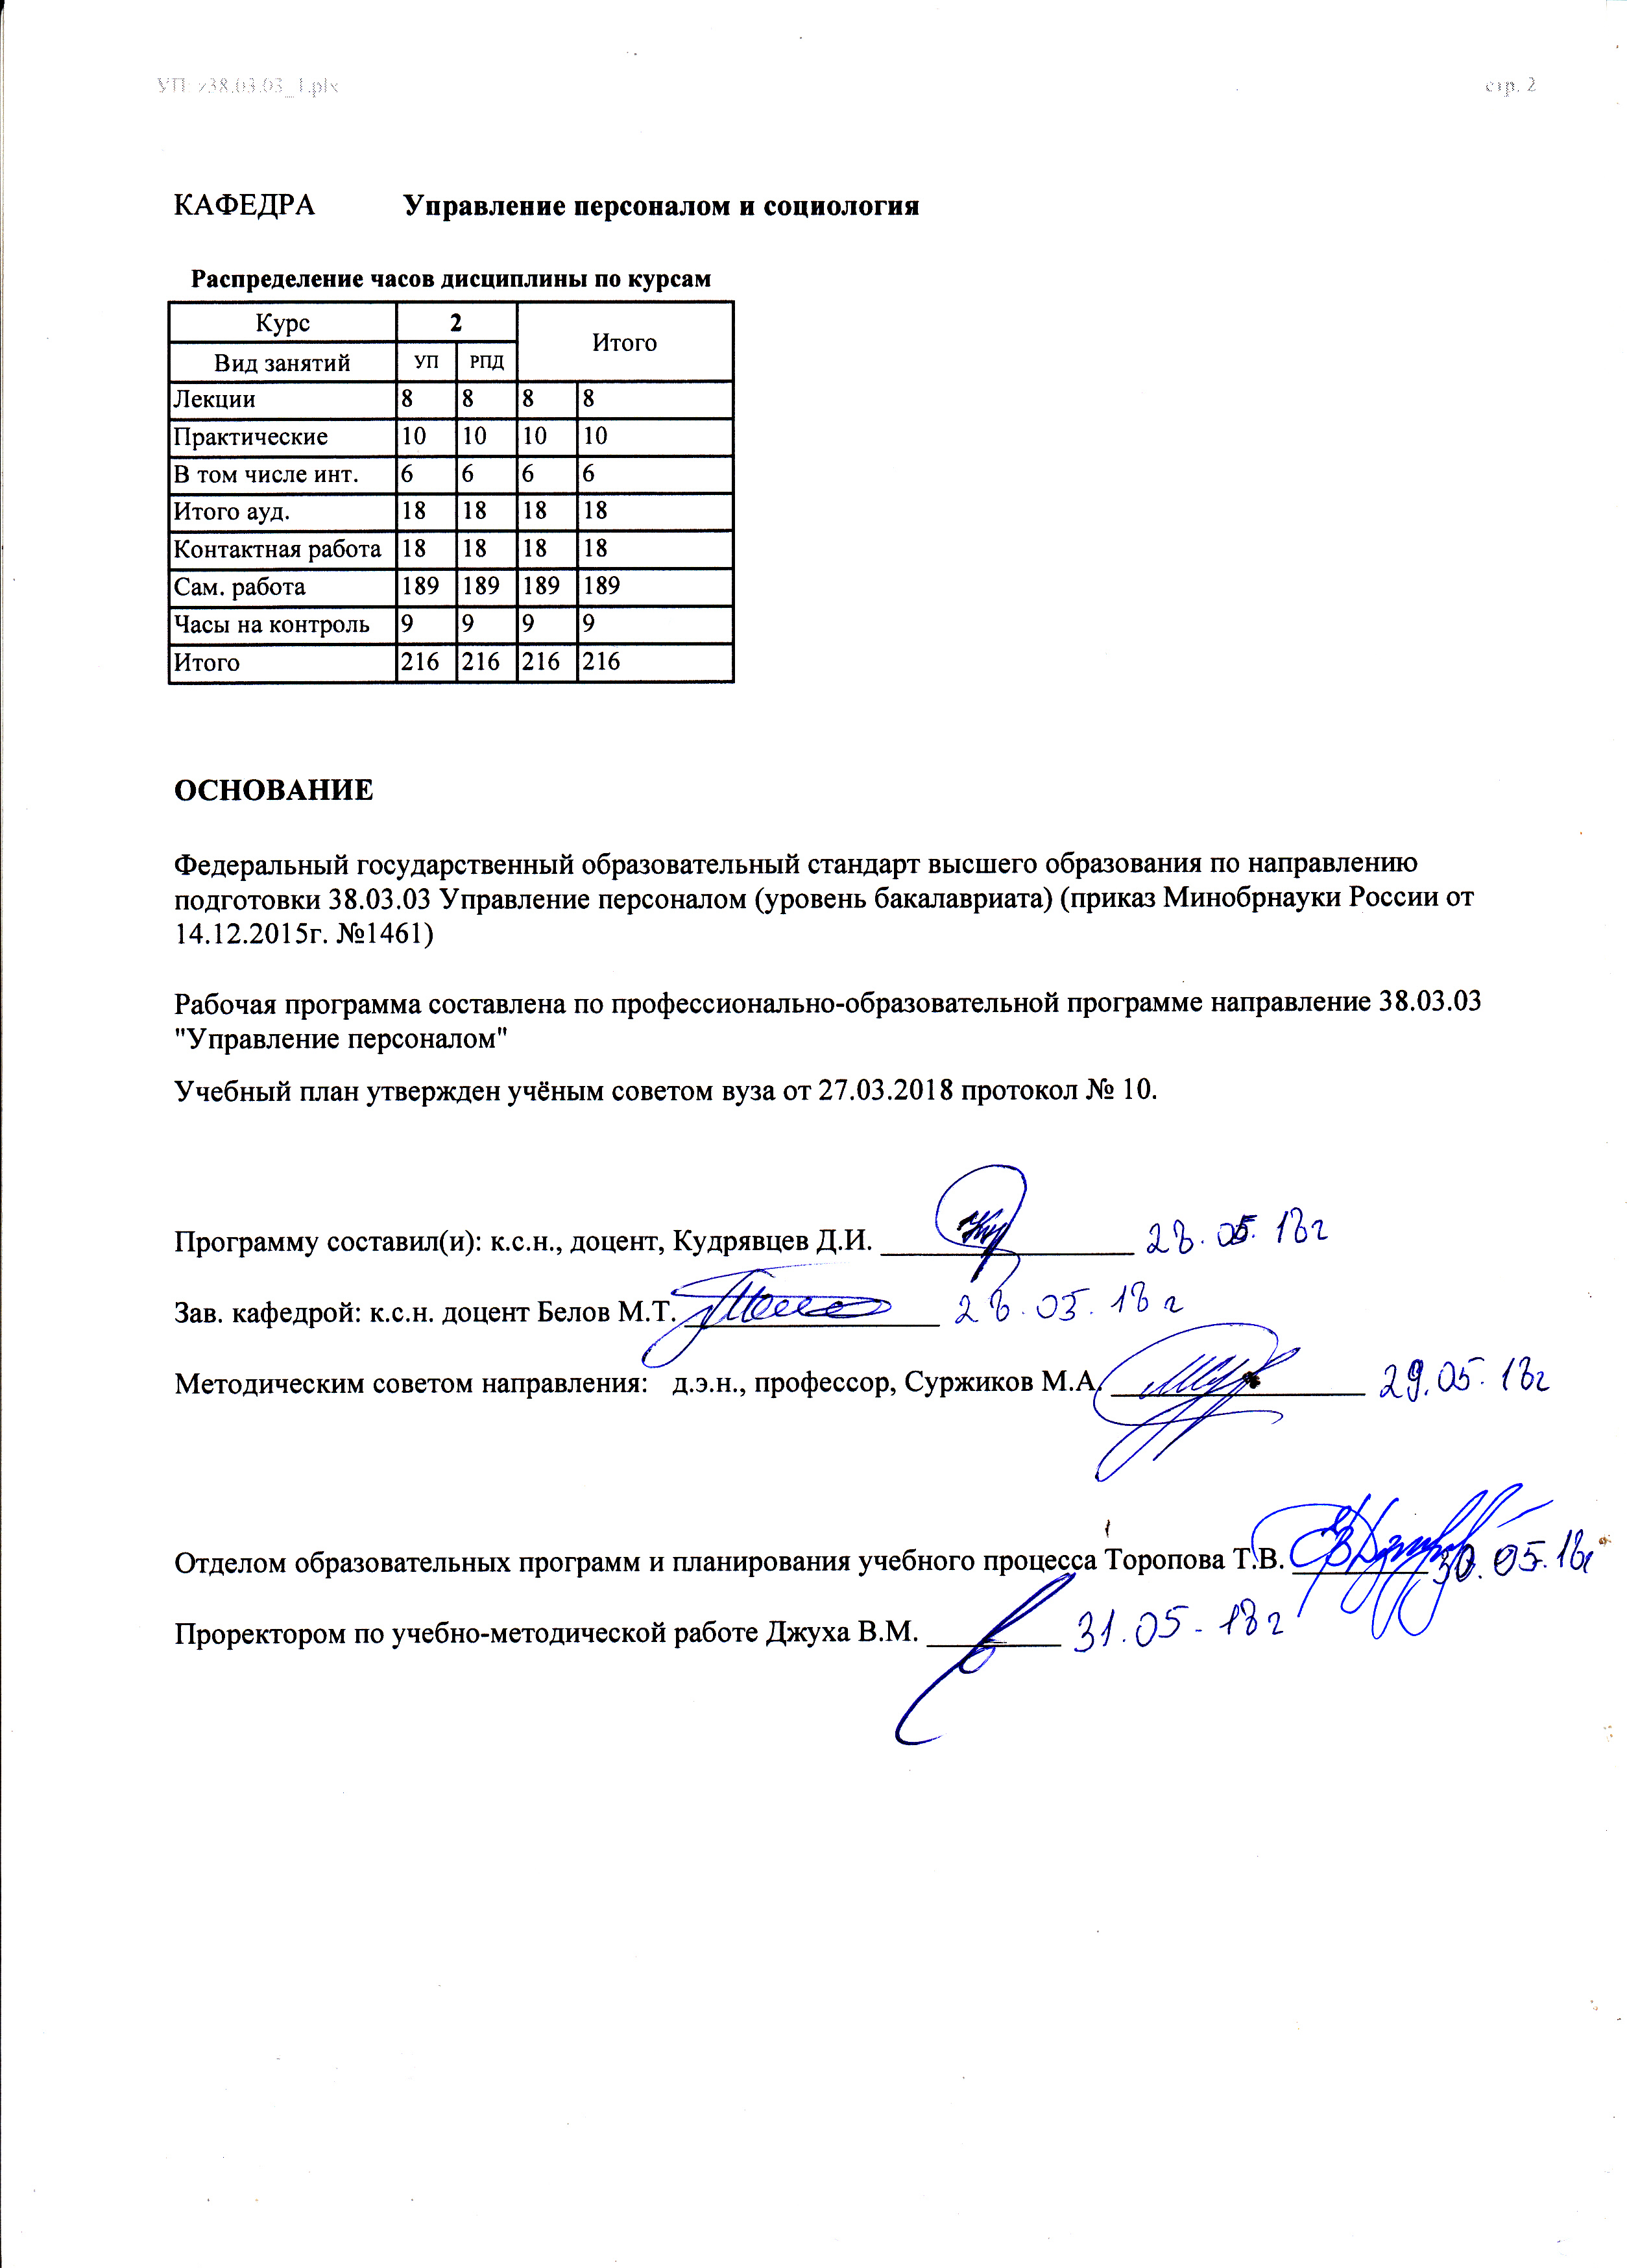 УП: z38.03.03_1.plx стр. 2
КАФЕДРА Управление персоналом и социология
Распределение часов дисциплины по курсам
Курс 2 Итого
Вид занятий УП РПД
Лекции 8 8 8 8
Практические 10 10 10 10
В том числе инт. 6 6 6 6
Итого ауд. 18 18 18 18
Контактная работа 18 18 18 18
Сам. работа 189 189 189 189
Часы на контроль 9 9 9 9
Итого 216 216 216 216
ОСНОВАНИЕ
Федеральный государственный образовательный стандарт высшего образования по направлению
подготовки 38.03.03 Управление персоналом (уровень бакалавриата) (приказ Минобрнауки России от
14.12.2015г. №1461)
Рабочая программа составлена по профессионально-образовательной программе направление 38.03.03
"Управление персоналом"
Учебный план утвержден учёным советом вуза от 27.03.2018 протокол № 10.
Программу составил(и): к.с.н., доцент, Кудрявцев Д.И. 28.05.18г
Зав. кафедрой: к.с.н. доцент Белов М.Т. 28.05.18г
Методическим советом направления: д.э.н., профессор, Суржиков М.А. 29.05.18г
Отделом образовательных программ и планирования учебного процесса Торопова Т.В. 30.05.18г
Проректором по учебно-методической работе Джуха В.М. 31.05-18г